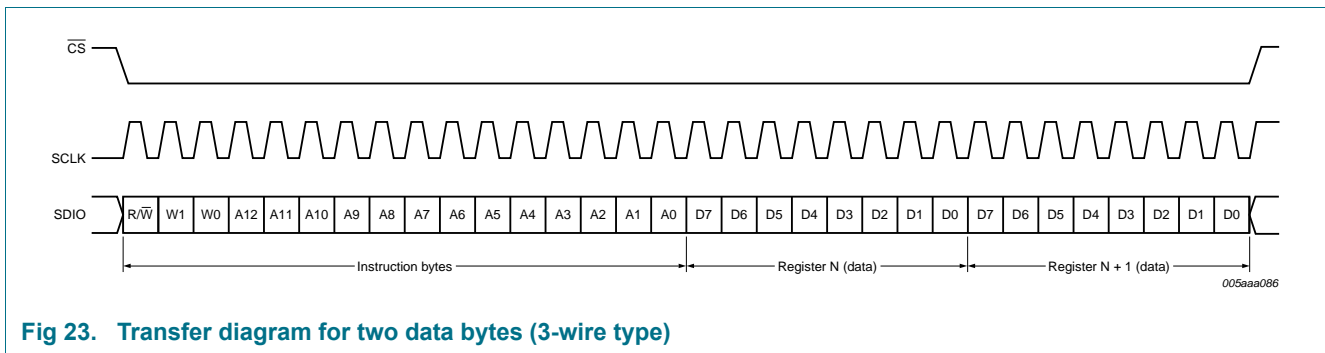 CS
SCLK
SDIO R/W W1 W0 A12 A11 A10 A9 A8 A7 A6 A5 A4 A3 A2 A1 A0 D7 D6 D5 D4 D3 D2 D1 D0 D7 D6 D5 D4 D3 D2 D1 D0
Instruction bytes Register N (data) Register N + 1 (data)
005aaa086
Fig 23. Transfer diagram for two data bytes (3-wire type)